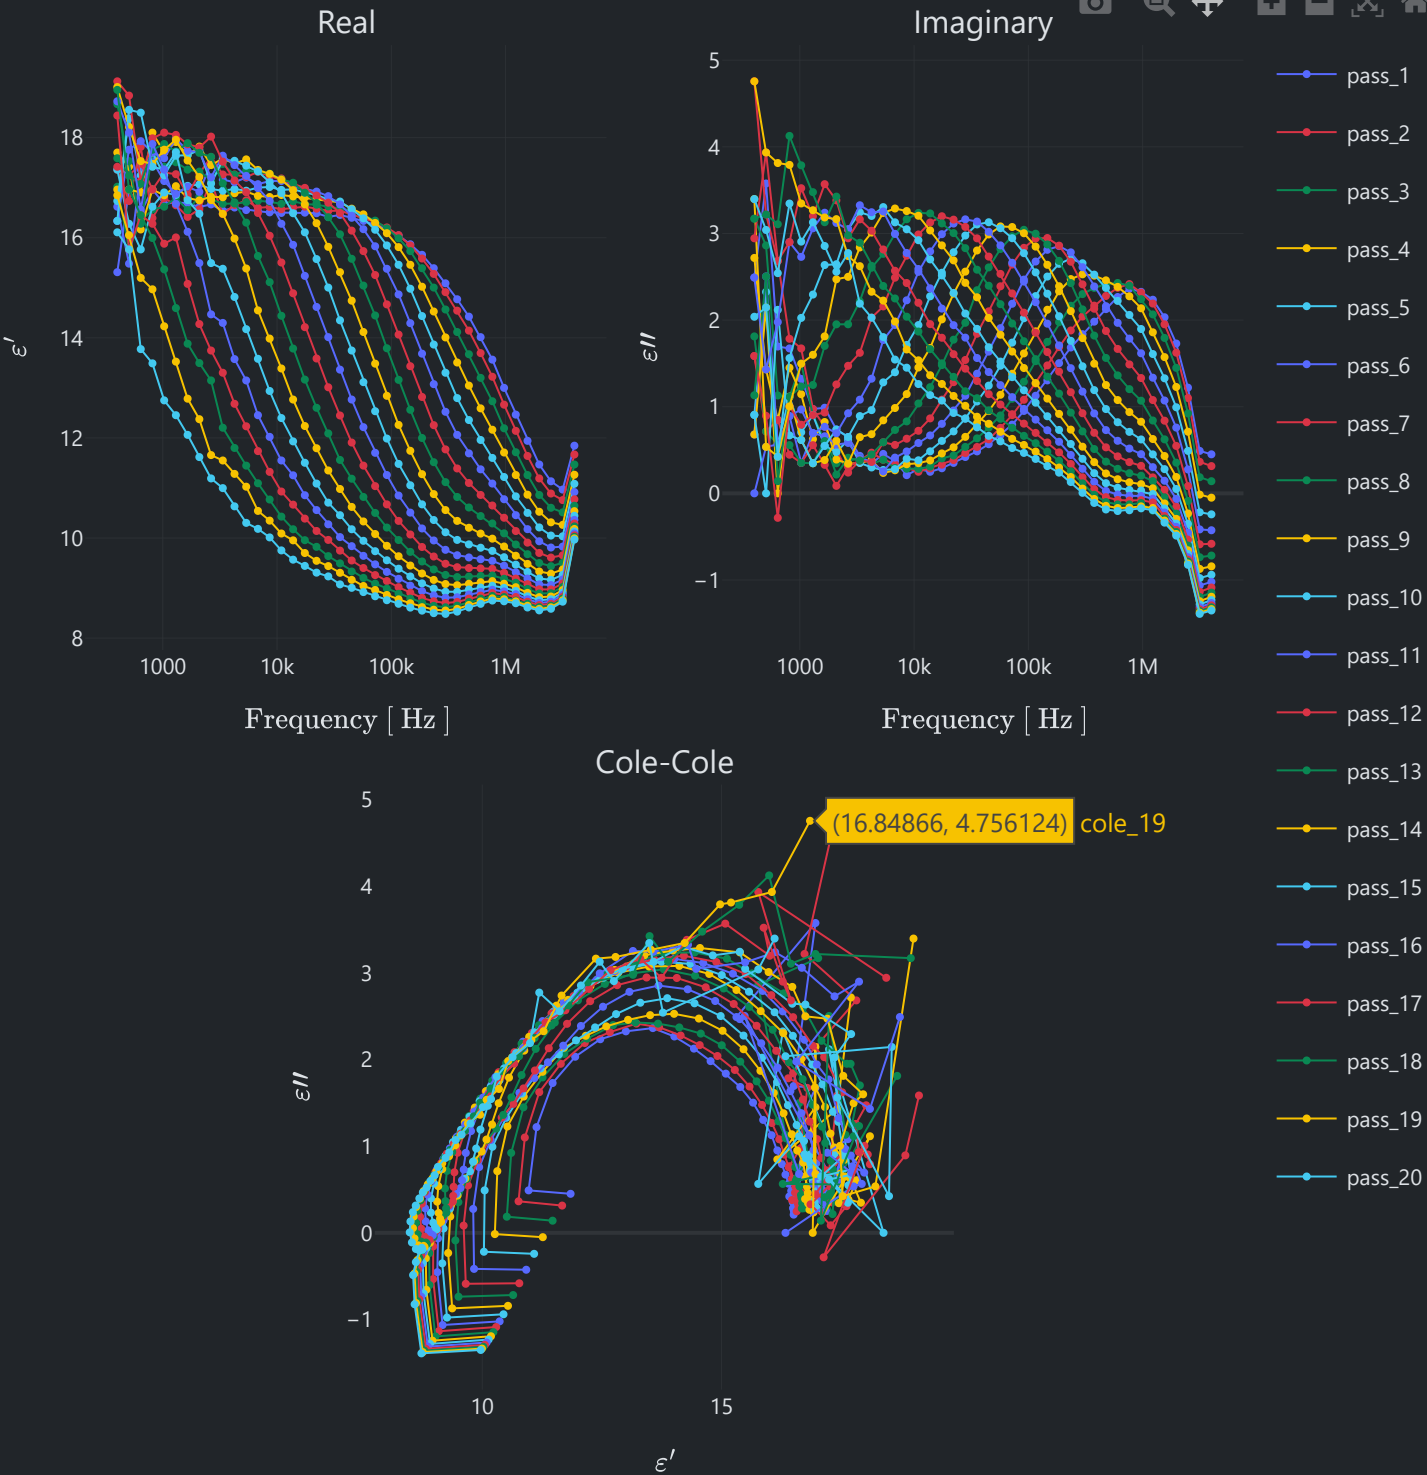 Real
Imaginary
18
16
14
12
10
8
ε′
1000
10k
100k
1M
Frequency [ Hz ]
5
4
3
2
1
0
−1
ε′′
1000
10k
100k
1M
Frequency [ Hz ]
Cole-Cole
5
4
3
2
1
0
−1
ε′′
10
15
ε′
(16.84866, 4.756124)
cole_19
pass_1
pass_2
pass_3
pass_4
pass_5
pass_6
pass_7
pass_8
pass_9
pass_10
pass_11
pass_12
pass_13
pass_14
pass_15
pass_16
pass_17
pass_18
pass_19
pass_20